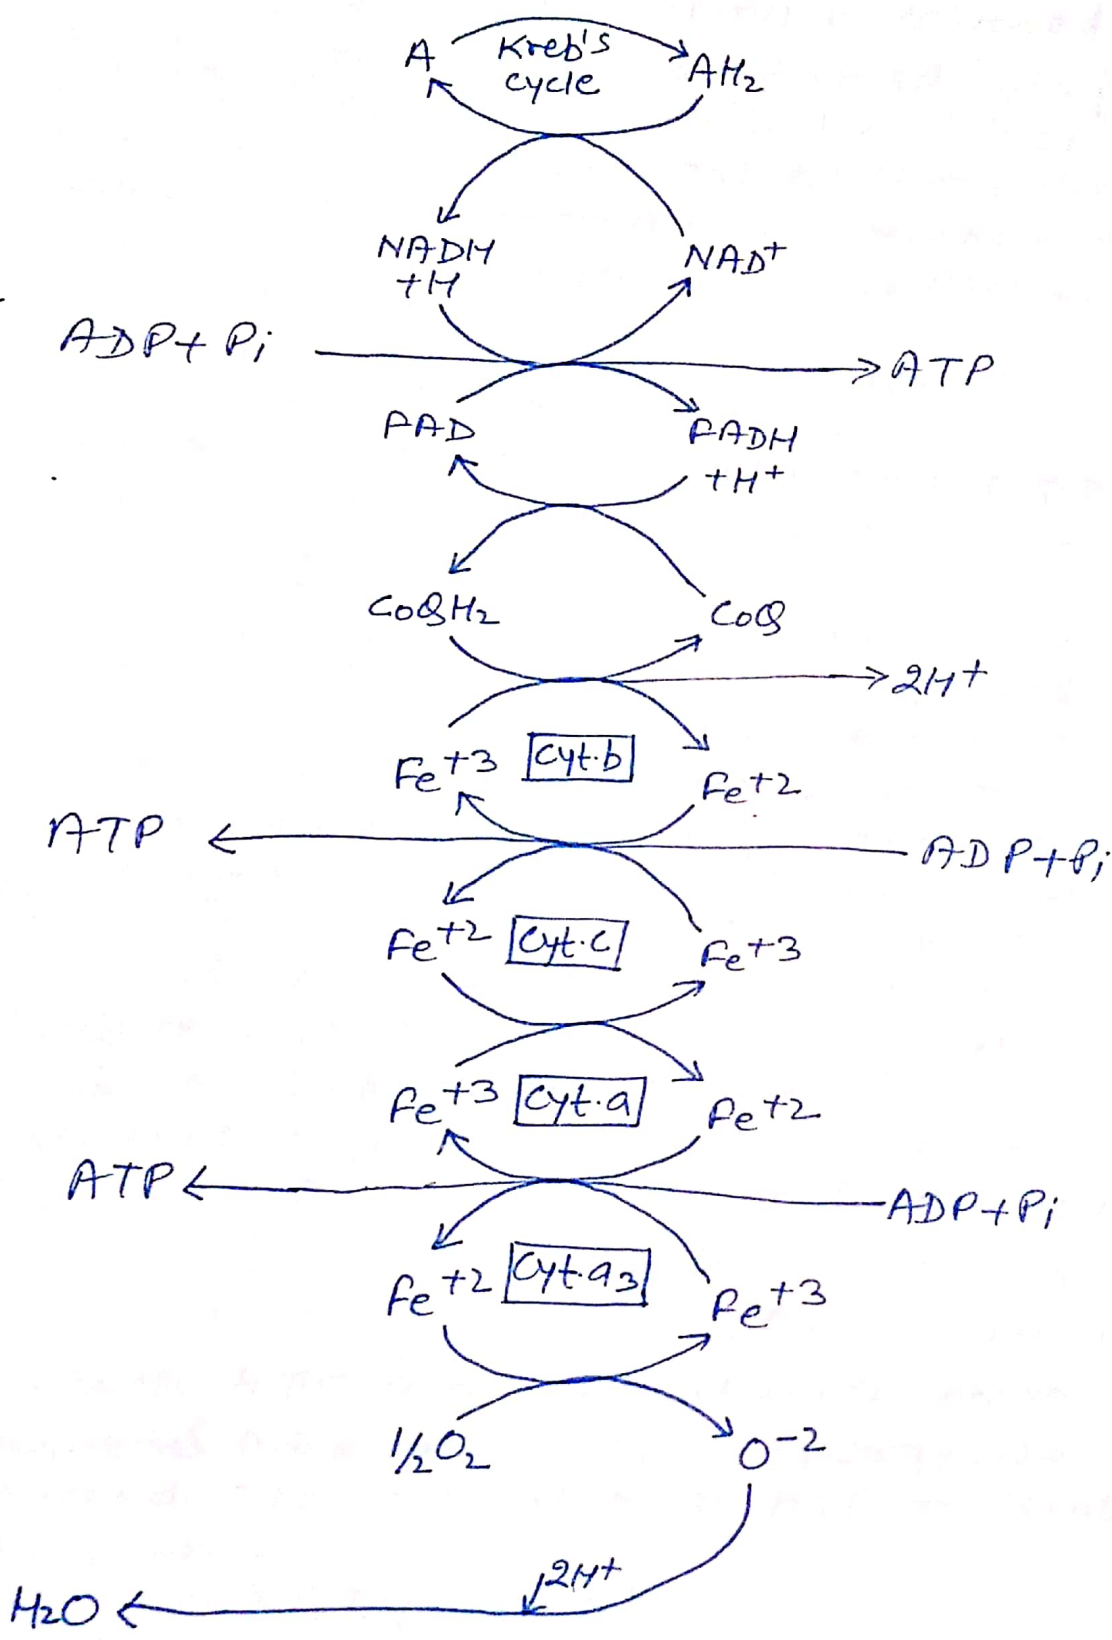 A Kreb's cycle AH2
NADH +H NAD+
ADP+ Pi ATP
FAD FADH +H+
CoQH2 CoQ
2H+
Fe+3 Cyt.b Fe+2
ATP ADP+Pi
Fe+2 Cyt.c Fe+3
Fe+3 Cyt.a Fe+2
ATP ADP+Pi
Fe+2 Cyt.a3 Fe+3
1/2O2 O-2
2H+
H2O